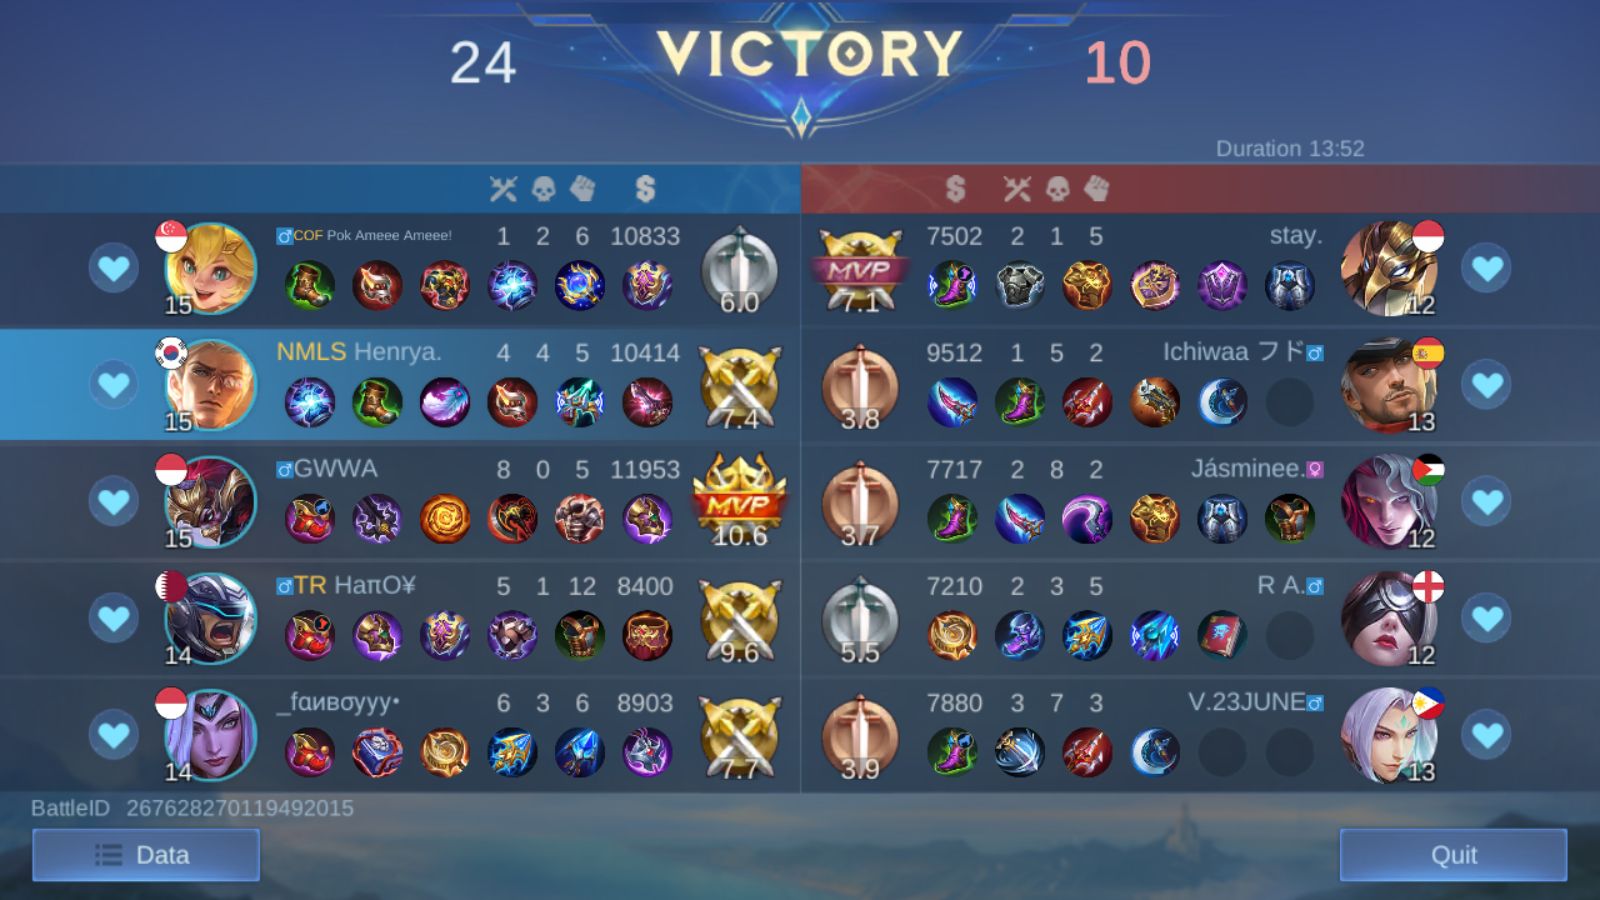 24 VICTORY 10
Duration 13:52
COF Pok Ameee Ameee! 1 2 6 10833
15 6.0
MVP 7502 2 1 5 stay.
7.1 12
NMLS Henrya. 4 4 5 10414
15 7.4
9512 1 5 2 Ichiwaa フド
3.8 13
GWWA 8 0 5 11953
MVP
15 10.6
7717 2 8 2 Jásminee.
3.7 12
TR HaπO¥ 5 1 12 8400
14 9.6
7210 2 3 5 R A.
5.5 12
_fαивσyyy• 6 3 6 8903
14 7.7
7880 3 7 3 V.23JUNE
3.9 13
BattleID 267628270119492015
Data
Quit